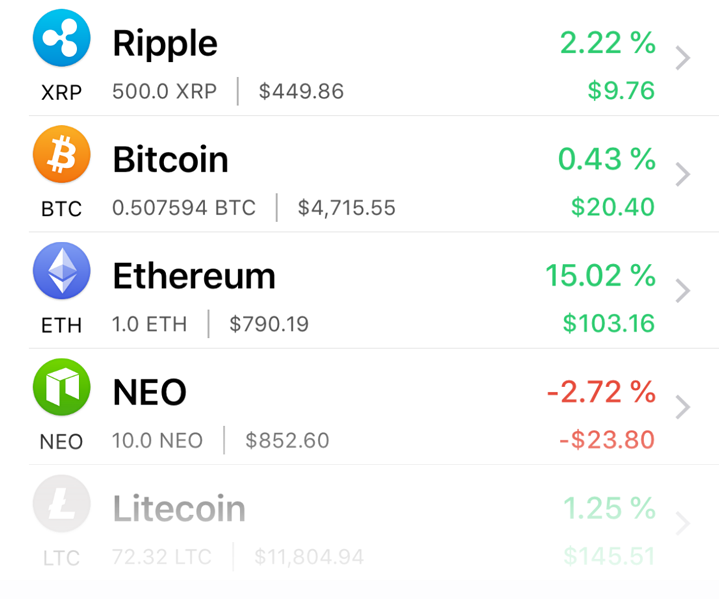 Ripple 2.22 %
XRP 500.0 XRP | $449.86 $9.76
Bitcoin 0.43 %
BTC 0.507594 BTC | $4,715.55 $20.40
Ethereum 15.02 %
ETH 1.0 ETH | $790.19 $103.16
NEO -2.72 %
NEO 10.0 NEO | $852.60 -$23.80
Litecoin 1.25 %
LTC 72.32 LTC | $11,804.94 $145.51